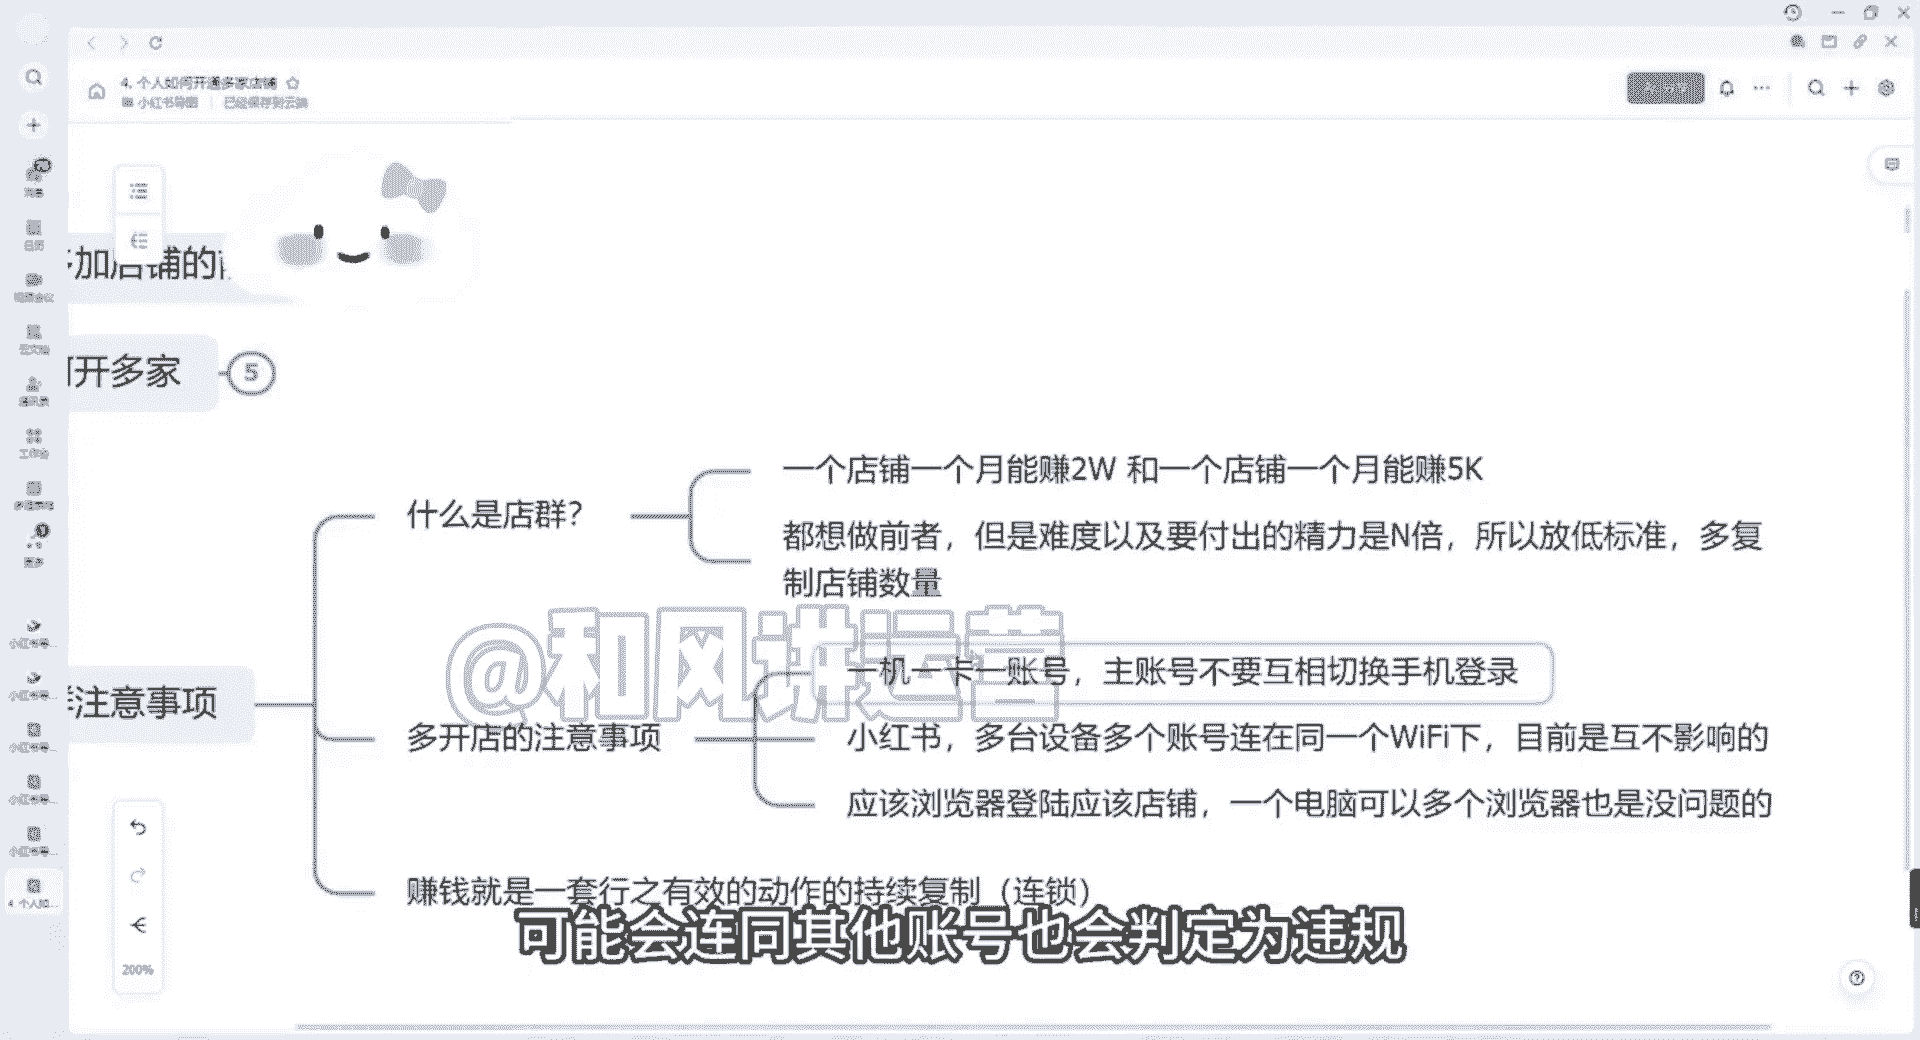 4. 个人如何开通多家店铺
小红书导图
已经保存到云端
多加店铺的
可开多家
5
什么是店群？
一个店铺一个月能赚2W 和一个店铺一个月能赚5K
都想做前者，但是难度以及要付出的精力是N倍，所以放低标准，多复
制店铺数量
@和风讲运营
一机一卡一账号，主账号不要互相切换手机登录
注意事项
多开店的注意事项
小红书，多台设备多个账号连在同一个WiFi下，目前是互不影响的
应该浏览器登陆应该店铺，一个电脑可以多个浏览器也是没问题的
赚钱就是一套行之有效的动作的持续复制（连锁）
可能会连同其他账号也会判定为违规
200%